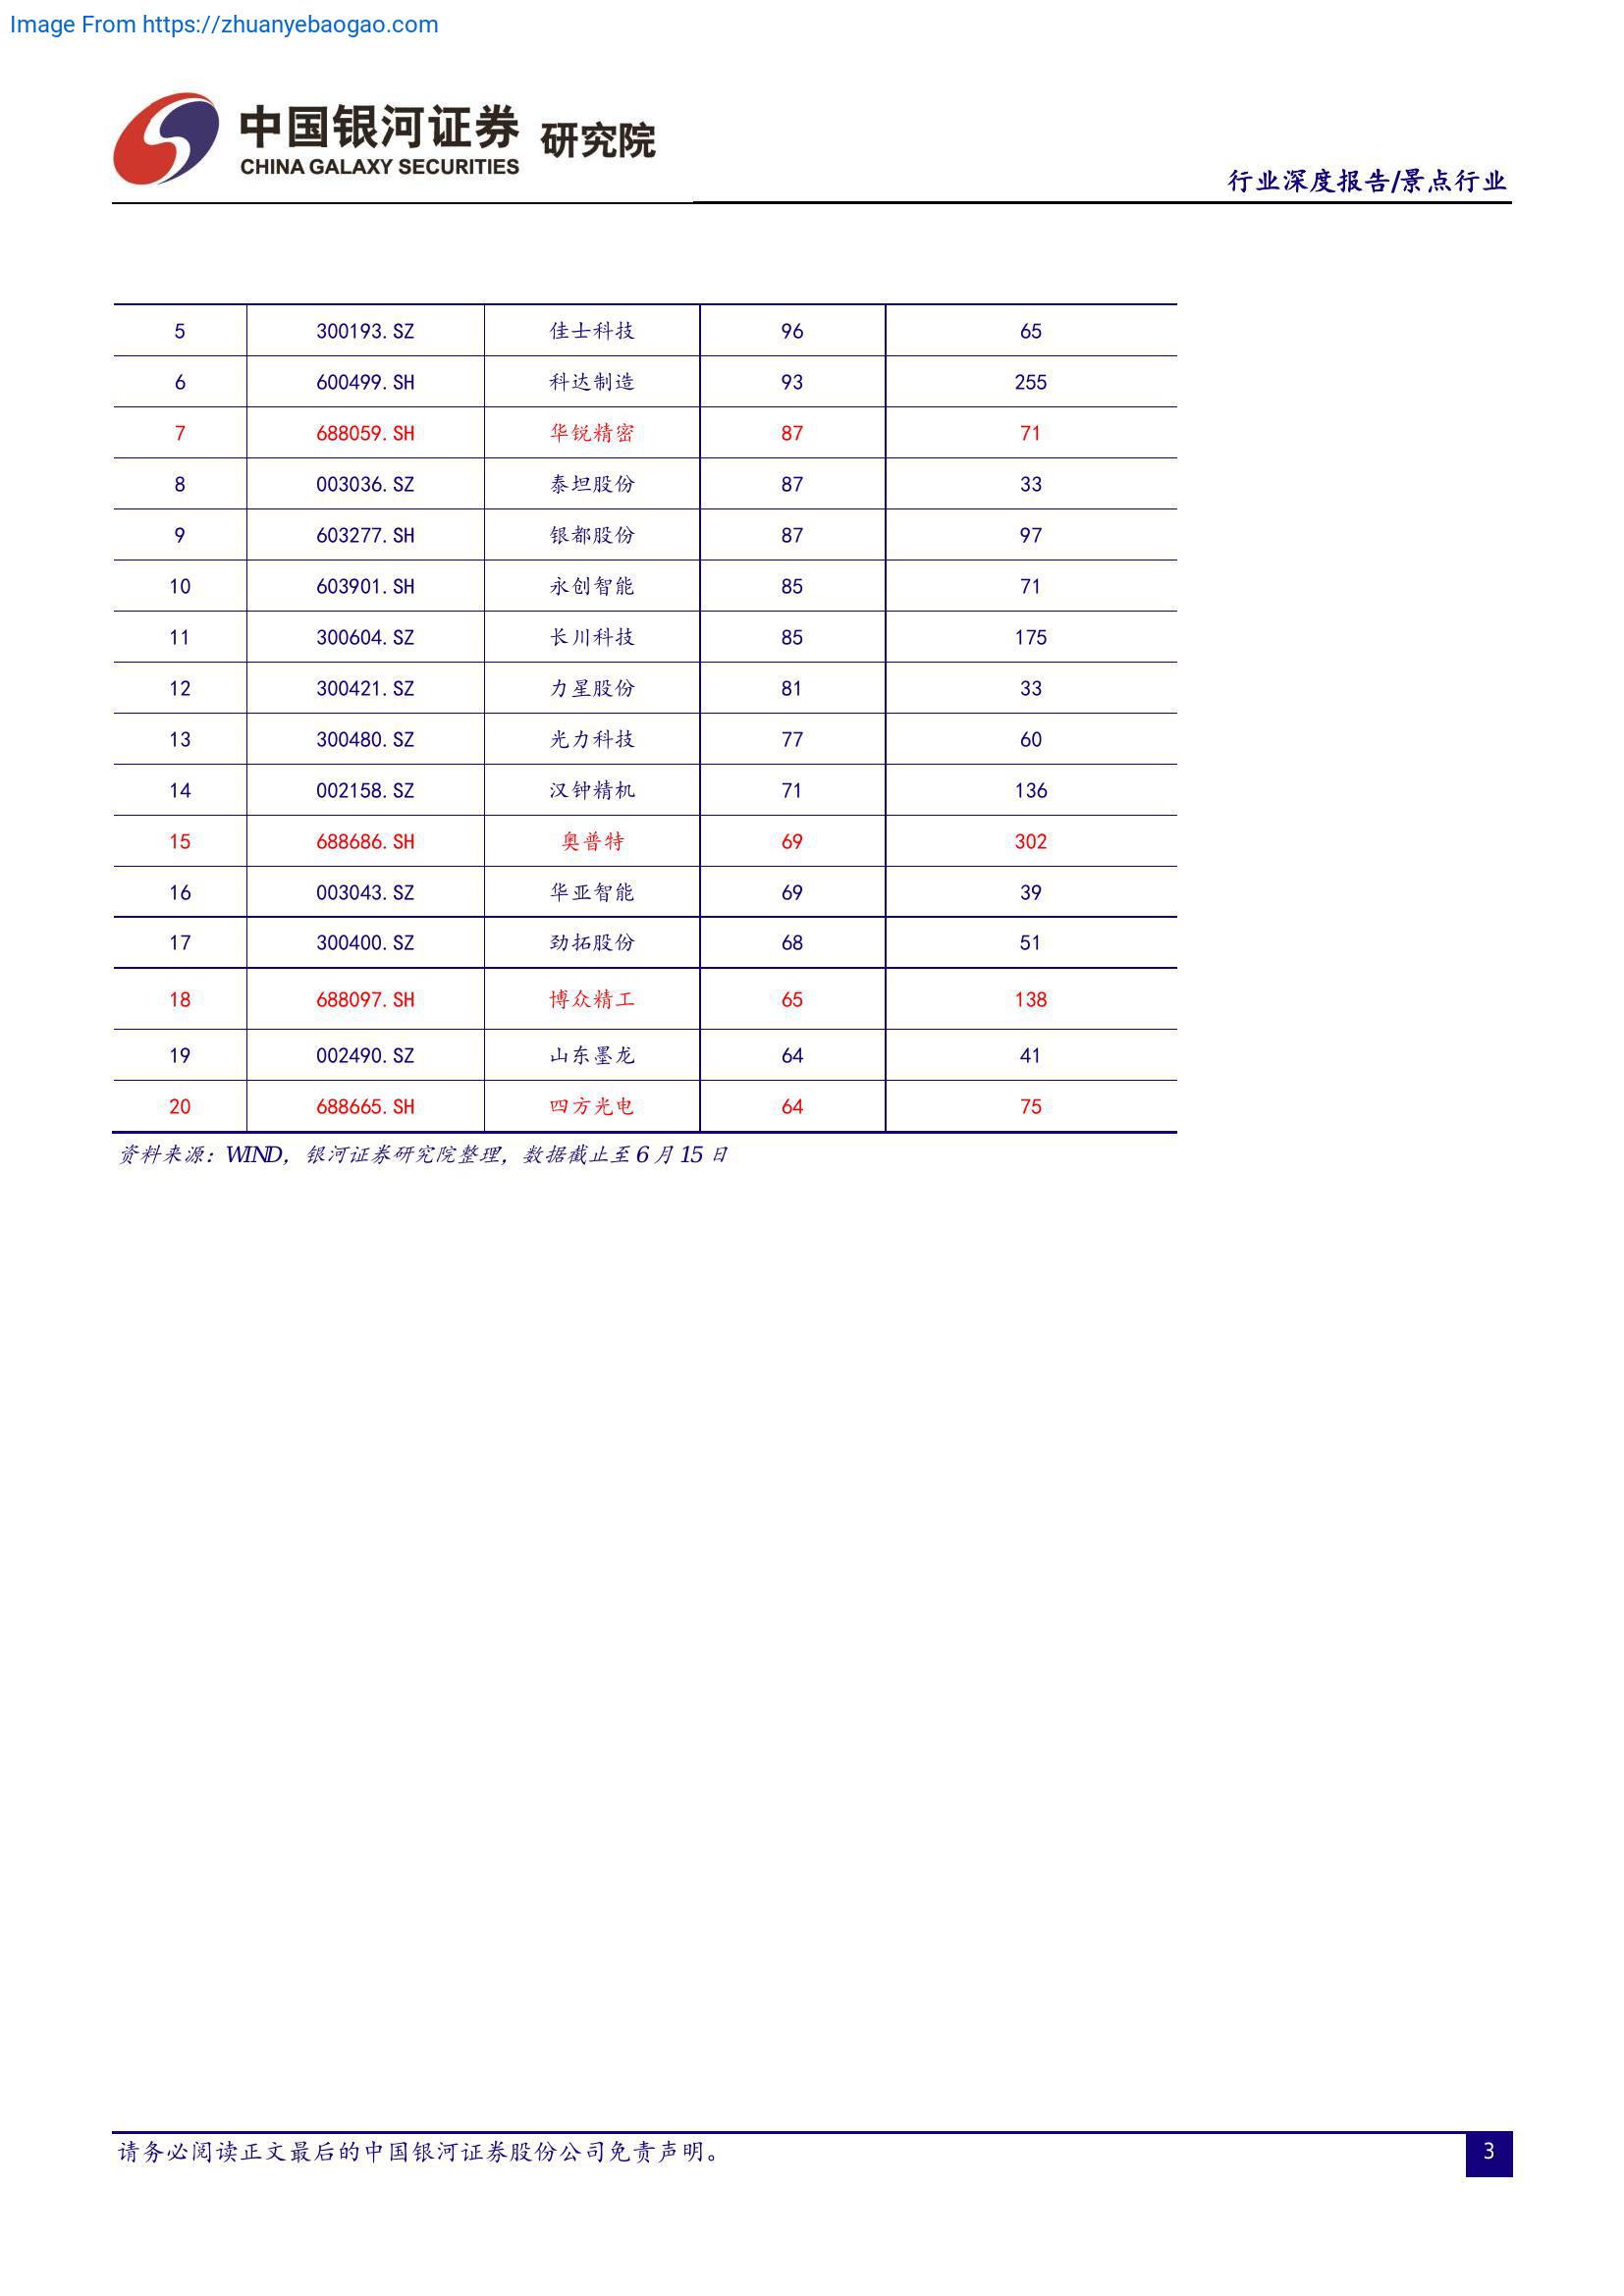 Image From https://zhuanyebaogao.com
中国银河证券 研究院
CHINA GALAXY SECURITIES
行业深度报告/景点行业
5 300193.SZ 佳士科技 96 65
6 600499.SH 科达制造 93 255
7 688059.SH 华锐精密 87 71
8 003036.SZ 泰坦股份 87 33
9 603277.SH 银都股份 87 97
10 603901.SH 永创智能 85 71
11 300604.SZ 长川科技 85 175
12 300421.SZ 力星股份 81 33
13 300480.SZ 光力科技 77 60
14 002158.SZ 汉钟精机 71 136
15 688686.SH 奥普特 69 302
16 003043.SZ 华亚智能 69 39
17 300400.SZ 劲拓股份 68 51
18 688097.SH 博众精工 65 138
19 002490.SZ 山东墨龙 64 41
20 688665.SH 四方光电 64 75
资料来源：WIND，银河证券研究院整理，数据截止至 6 月 15 日
请务必阅读正文最后的中国银河证券股份公司免责声明。
3